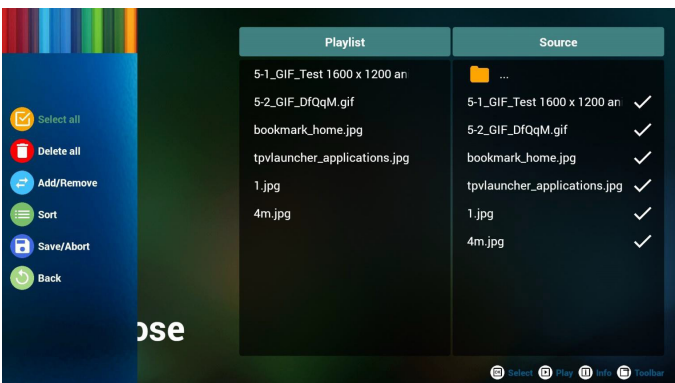 Select all
Delete all
Add/Remove
Sort
Save/Abort
Back
ose
Playlist
5-1_GIF_Test 1600 x 1200 an
5-2_GIF_DfQqM.gif
bookmark_home.jpg
tpvlauncher_applications.jpg
1.jpg
4m.jpg
Source
...
5-1_GIF_Test 1600 x 1200 an
5-2_GIF_DfQqM.gif
bookmark_home.jpg
tpvlauncher_applications.jpg
1.jpg
4m.jpg
Select Play Info Toolbar